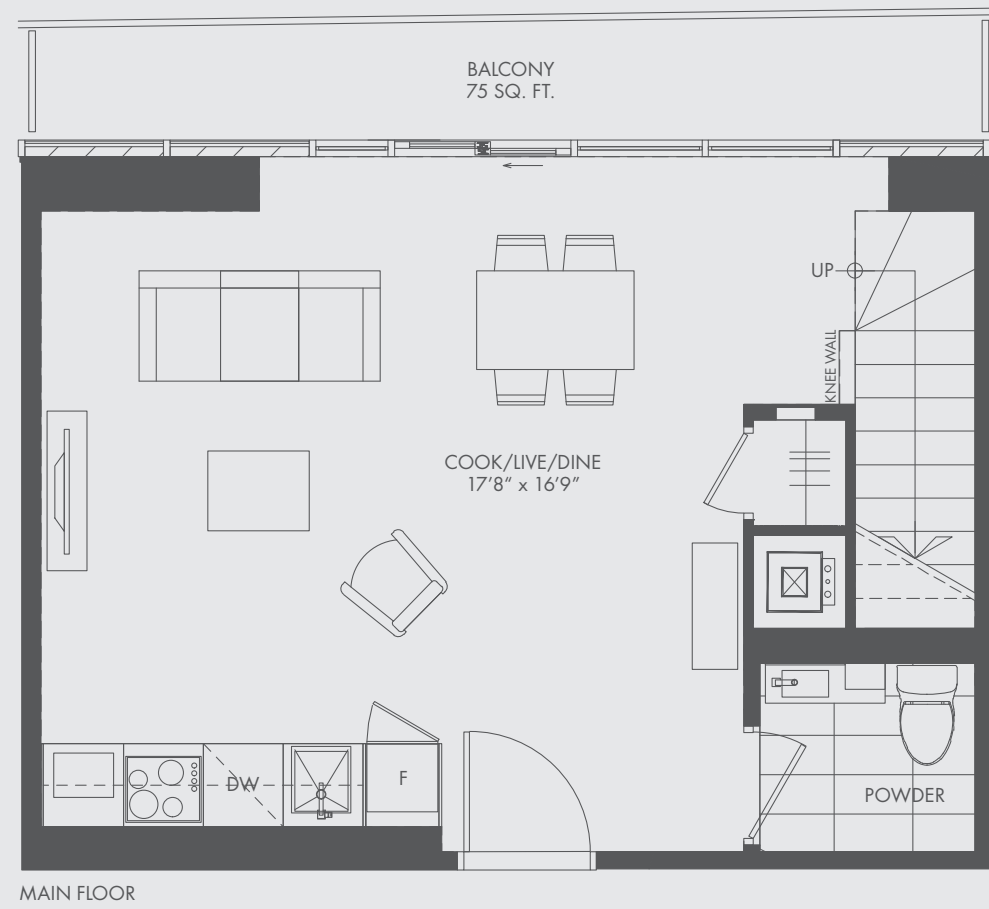 BALCONY
75 SQ. FT.
UP
KNEE WALL
COOK/LIVE/DINE
17'8“ x 16'9”
DW
F
POWDER
MAIN FLOOR